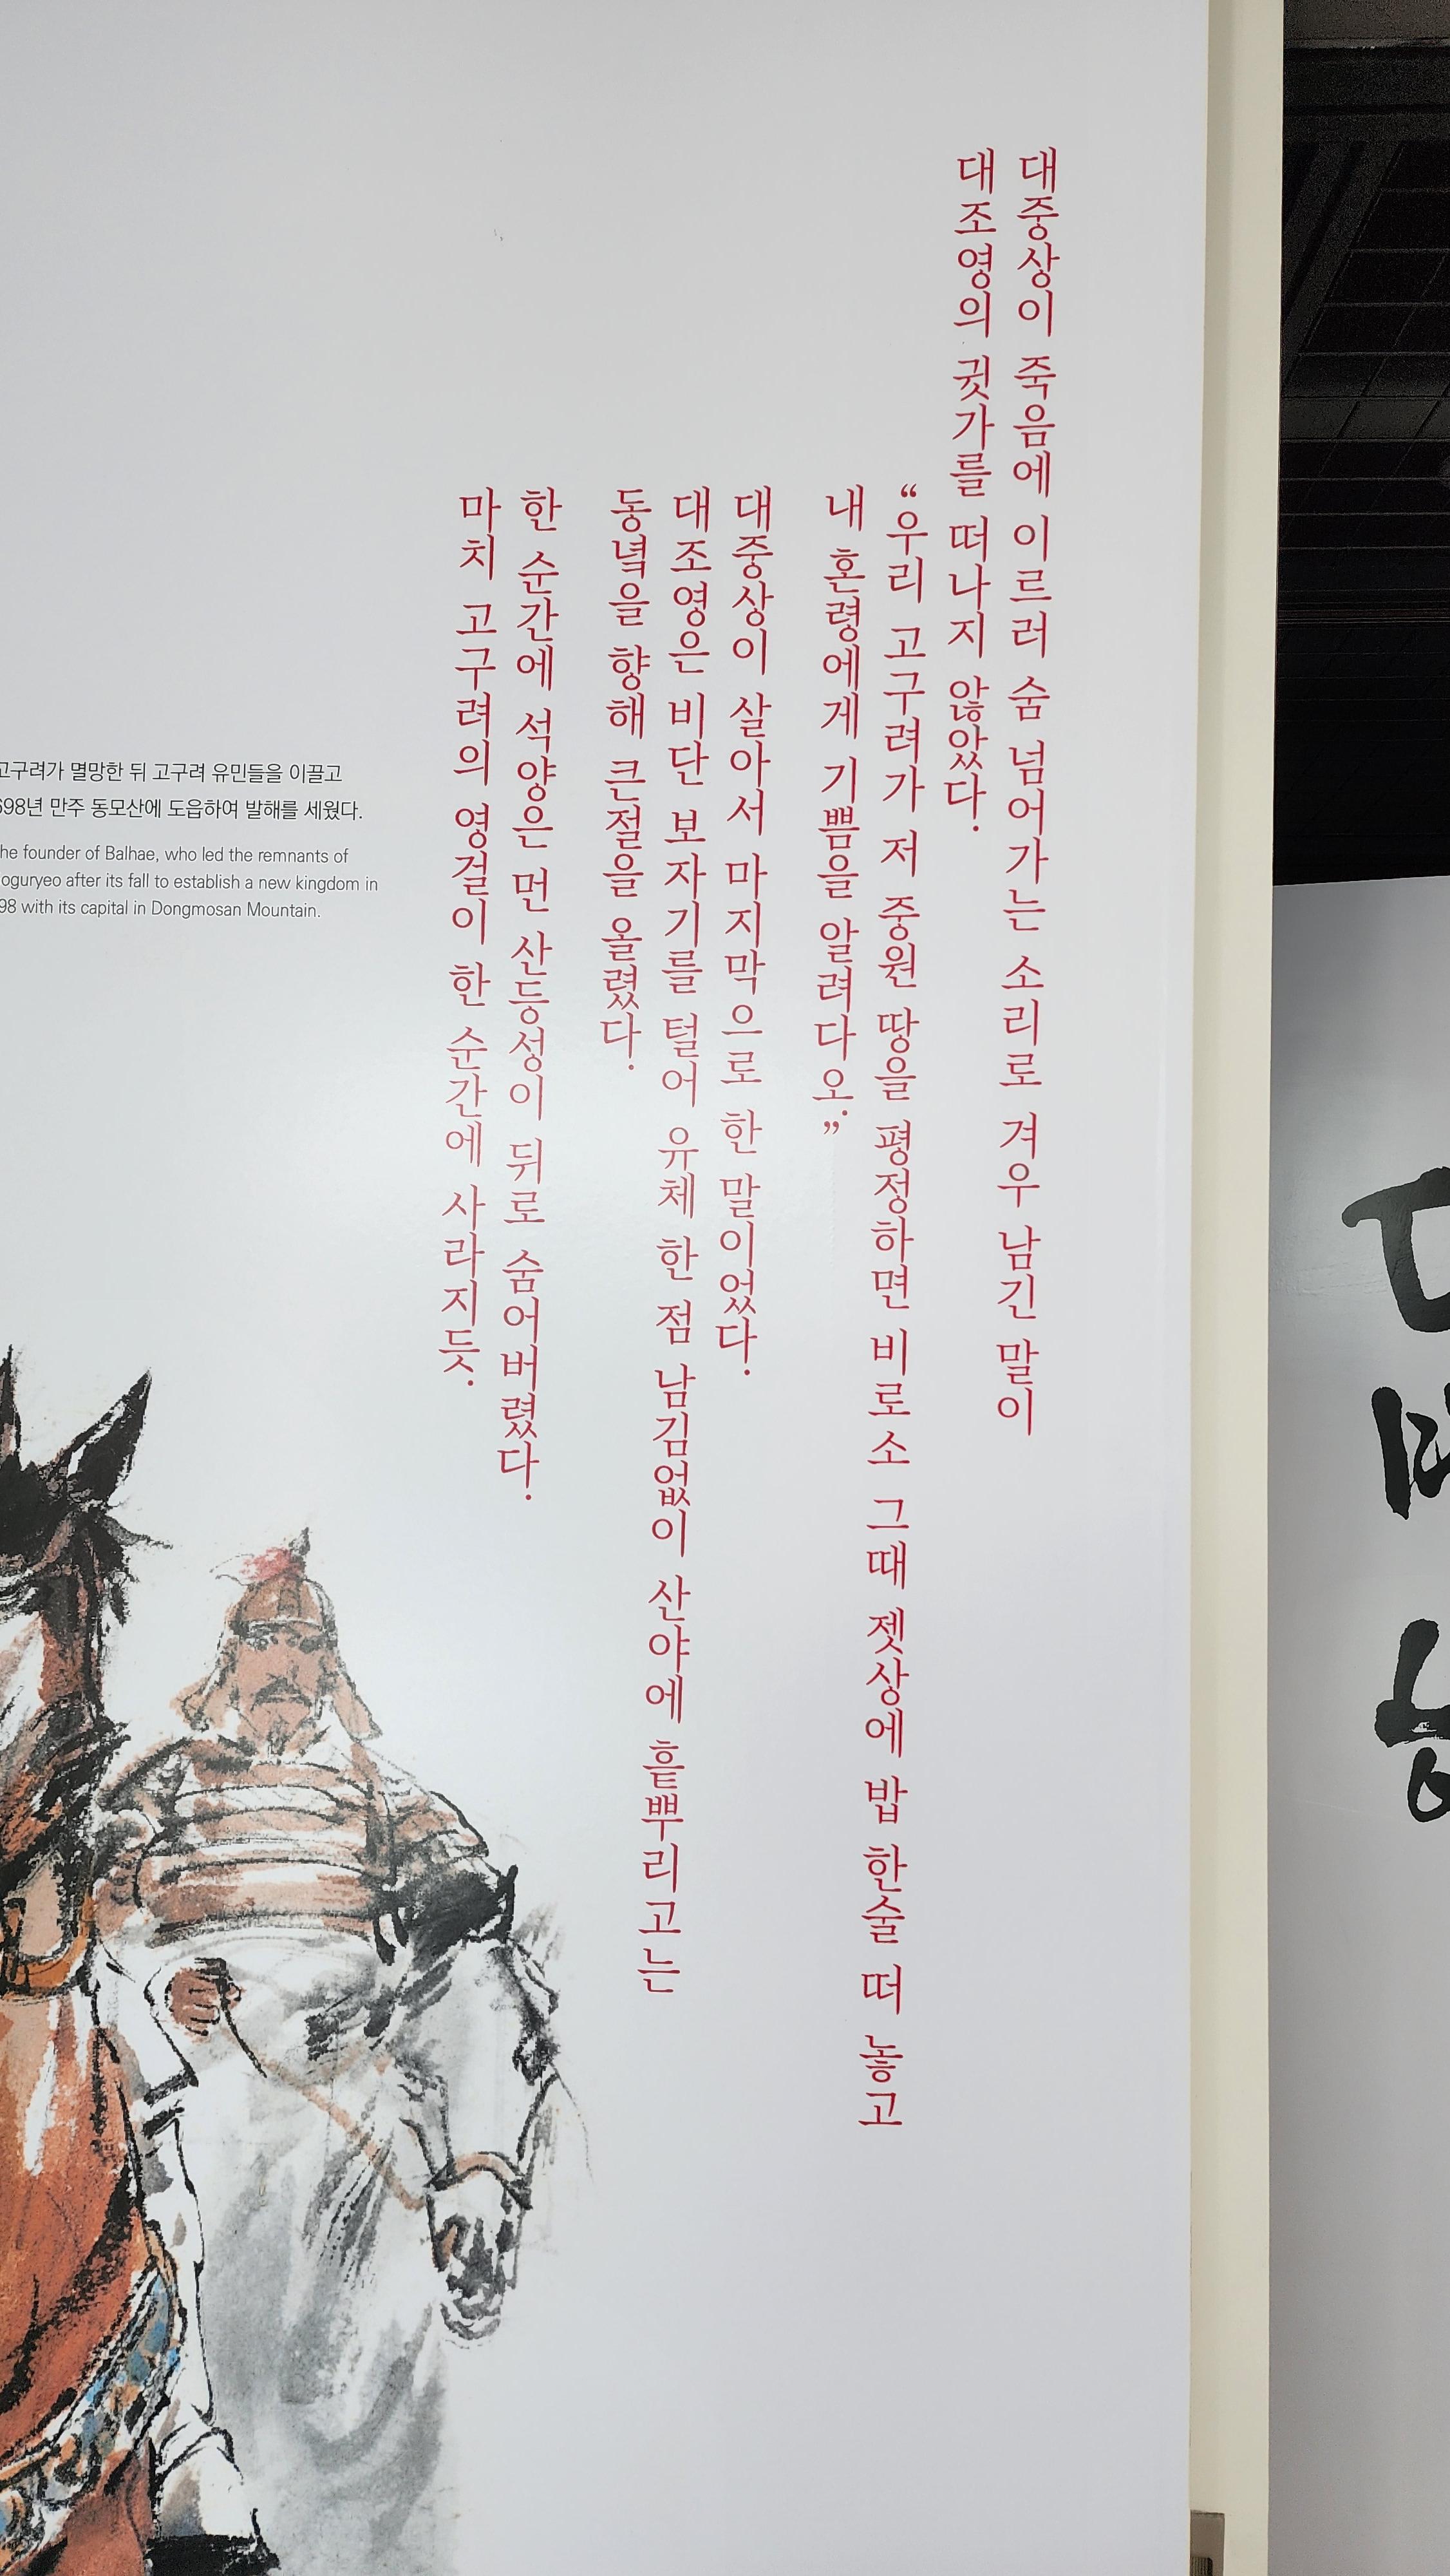 대중상이 죽음에 이르러 숨 넘어가는 소리로 겨우 남긴 말이
대조영의 귓가를 떠나지 않았다.
“우리 고구려가 저 중원 땅을 평정하면 비로소 그때 젯상에 밥 한술 떠 놓고
내 혼령에게 기쁨을 알려다오.”
대중상이 살아서 마지막으로 한 말이었다.
대조영은 비단 보자기를 털어 유체 한 점 남김없이 산야에 흩뿌리고는
동녘을 향해 큰절을 올렸다.
한 순간에 석양은 먼 산등성이 뒤로 숨어버렸다.
마치 고구려의 영걸이 한 순간에 사라지듯.
고구려가 멸망한 뒤 고구려 유민들을 이끌고
698년 만주 동모산에 도읍하여 발해를 세웠다.
he founder of Balhae, who led the remnants of
oguryeo after its fall to establish a new kingdom in
98 with its capital in Dongmosan Mountain.